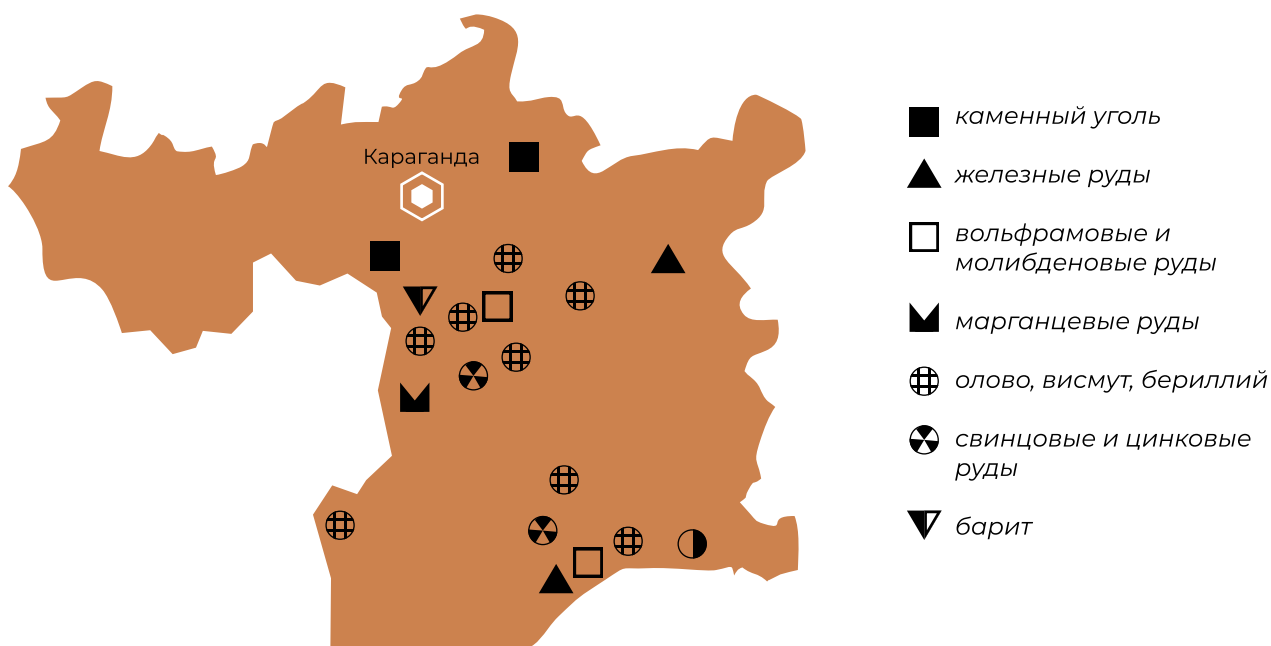 Караганда
каменный уголь
железные руды
вольфрамовые и
молибденовые руды
марганцевые руды
олово, висмут, бериллий
свинцовые и цинковые
руды
барит